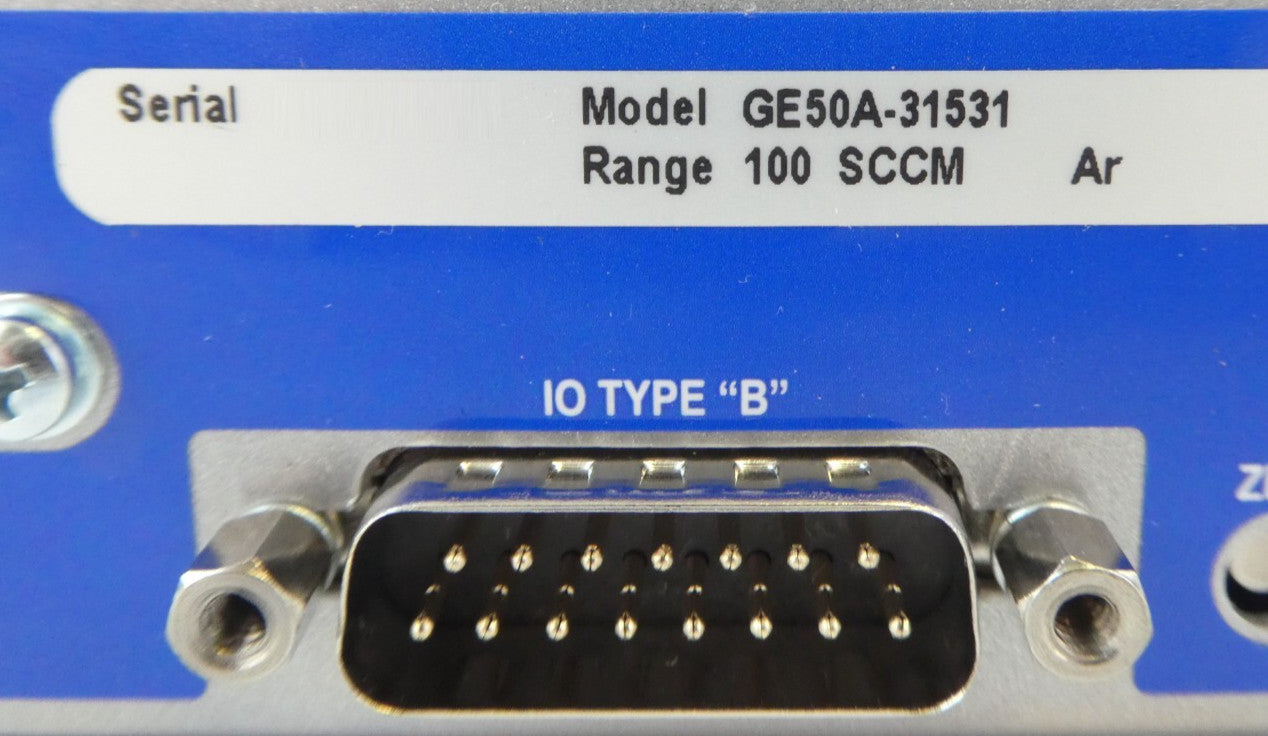 Serial
Model GE50A-31531
Range 100 SCCM Ar
IO TYPE “B”